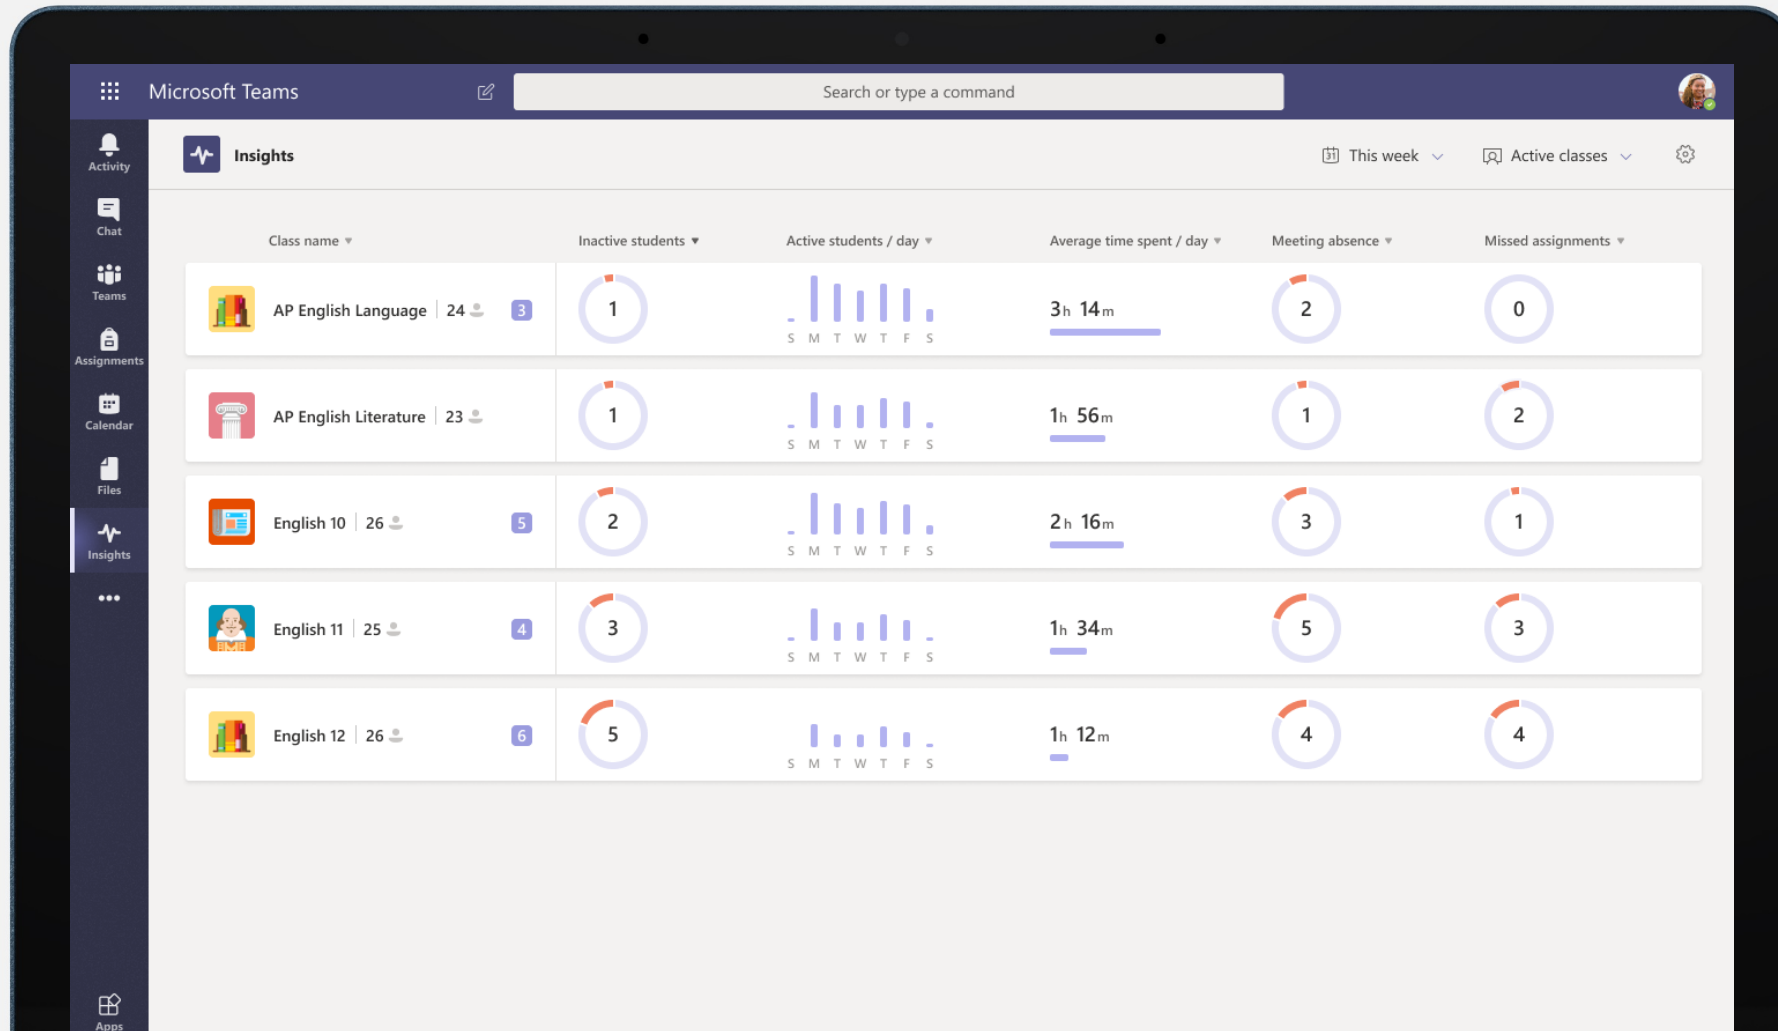 Microsoft Teams
Search or type a command
Activity
Chat
Teams
Assignments
Calendar
Files
Insights
Apps
Insights
31 This week
Active classes
Class name Inactive students Active students / day Average time spent / day Meeting absence Missed assignments
AP English Language 24 3 1 3h 14m 2 0
S M T W T F S
AP English Literature 23 1 1h 56m 1 2
S M T W T F S
English 10 26 5 2 2h 16m 3 1
S M T W T F S
English 11 25 4 3 1h 34m 5 3
S M T W T F S
English 12 26 6 5 1h 12m 4 4
S M T W T F S